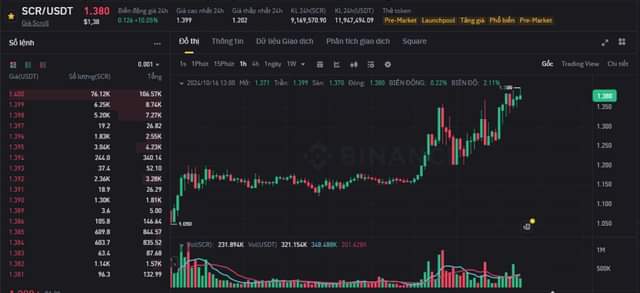 SCR/USDT 1.380 Biến động giá 24h Giá cao nhất 24h Giá thấp nhất 24h KL 24h(SCR) KL 24h(USDT) Thẻ token
Giá Scroll $1,38 0.126 +10.05% 1.399 1.202 9,169,570.90 11,947,494.09 Pre-Market Launchpool Tăng giá Phổ biến Pre-Market
Sổ lệnh
0.001
Giá(USDT) Số lượng(SCR) Tổng
1.400 76.12K 106.57K
1.399 6.25K 8.74K
1.398 5.20K 7.27K
1.397 19.2 26.82
1.396 1.83K 2.55K
1.395 3.04K 4.23K
1.394 244.0 340.14
1.393 37.4 52.10
1.392 2.36K 3.28K
1.391 18.9 26.29
1.390 1.30K 1.81K
1.389 3.6 5.00
1.386 105.8 146.64
1.385 609.8 844.57
1.384 603.7 835.52
1.383 63.4 87.68
1.382 1.14K 1.57K
1.381 96.3 132.99
Đồ thị Thông tin Dữ liệu Giao dịch Phân tích giao dịch Square
1s 1Phút 15Phút 1h 4h 1ngày 1W Gốc Trading View Chi tiết
2024/10/16 13:00 Mở: 1.371 Trần: 1.399 Sàn: 1.370 Đóng: 1.380 BIẾN ĐỘNG: 0.22% BIÊN ĐỘ: 2.11%
1.380
1.350
1.300
1.250
1.200
1.150
1.100
1.050
BINANCE
1.050
Vol(SCR) 231.894K Vol(USDT) 321.154K 348.488K 201.628K
1M
500K